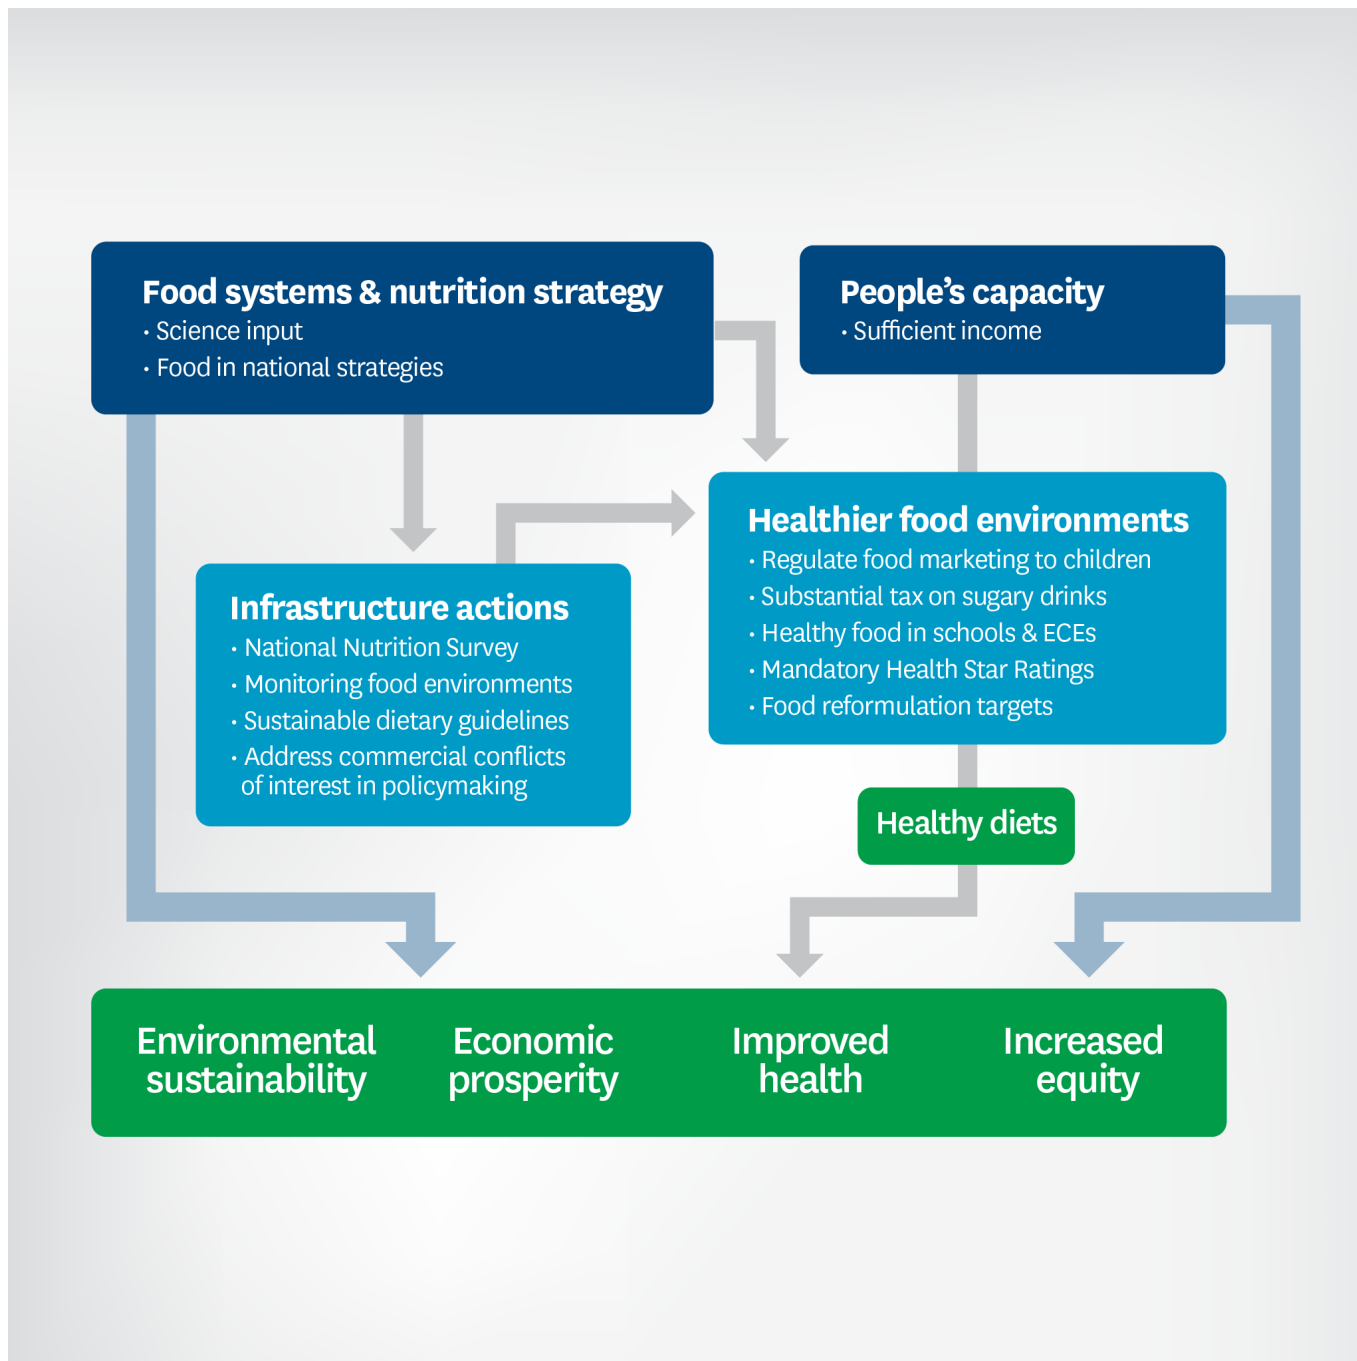 Food systems & nutrition strategy
· Science input
· Food in national strategies
People’s capacity
· Sufficient income
Healthier food environments
· Regulate food marketing to children
· Substantial tax on sugary drinks
· Healthy food in schools & ECEs
· Mandatory Health Star Ratings
· Food reformulation targets
Infrastructure actions
· National Nutrition Survey
· Monitoring food environments
· Sustainable dietary guidelines
· Address commercial conflicts
of interest in policymaking
Healthy diets
Environmental
sustainability
Economic
prosperity
Improved
health
Increased
equity